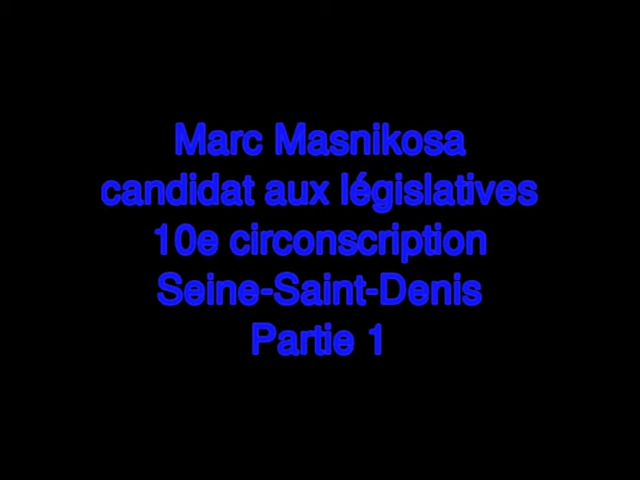 Marc Masnikosa
candidat aux législatives
10e circonscription
Seine-Saint-Denis
Partie 1